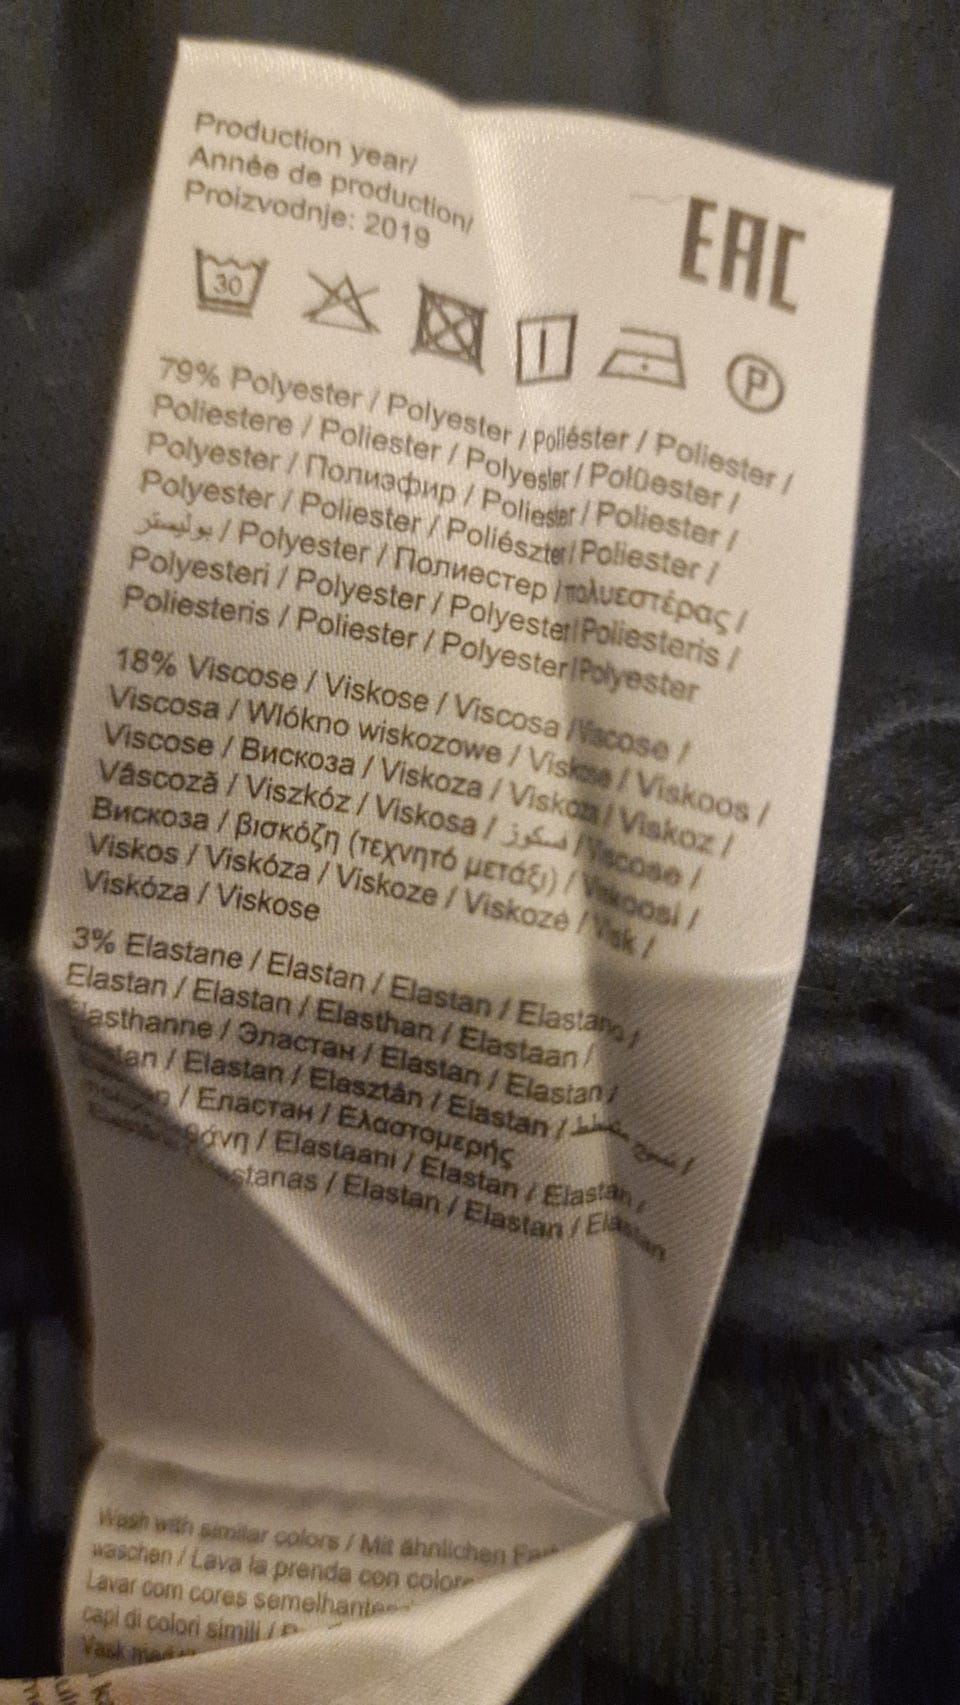 Production year/
Année de production/
Proizvodnje: 2019
EAC
30
P
79% Polyester / Polyester / Poliéster / Poliester /
Poliestere / Poliester / Polyester / Polüester /
Polyester / Полиэфир / Poliester / Poliester /
Polyester / Poliester / Poliészter / Poliester /
بوليستر / Polyester / Полиестер / πολυεστέρας /
Polyesteri / Polyester / Polyester / Poliesteris /
Poliesteris / Poliester / Polyester / Polyester
18% Viscose / Viskose / Viscosa / Viscose /
Viscosa / Wlókno wiskozowe / Viskose / Viskoos /
Viscose / Вискоза / Viskoza / Viskoza / Viskoz /
Vâscoză / Viszkóz / Viskosa / فسكوز / Viscose /
Вискоза / βισκόζη (τεχνητό μετάξι) / Viskoosi /
Viskos / Viskóza / Viskoze / Viskozė / Visk /
Viskóza / Viskose
3% Elastane / Elastan / Elastan / Elastano /
Elastan / Elastan / Elasthan / Elastaan /
Elasthanne / Эластан / Elastan / Elastan /
/ Elastan / Elasztán / Elastan /
/ Еластан / Ελαστομερής
/ Elastaani / Elastan / Elastan /
/ Elastan / Elastan / Elastan
Wash with similar colors / Mit ähnlichen
waschen / Lava la prenda con
Lavar com cores
capi di colori simili /
Vask